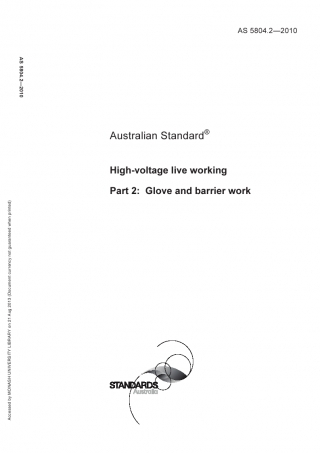 AS 5804.2—2010
AS 5804.2—2010
Australian Standard®
High-voltage live working
Part 2: Glove and barrier work
Accessed by MONASH UNIVERSITY LIBRARY on 21 Aug 2010 (Document currency not guaranteed when printed)
STANDARDS
Australia